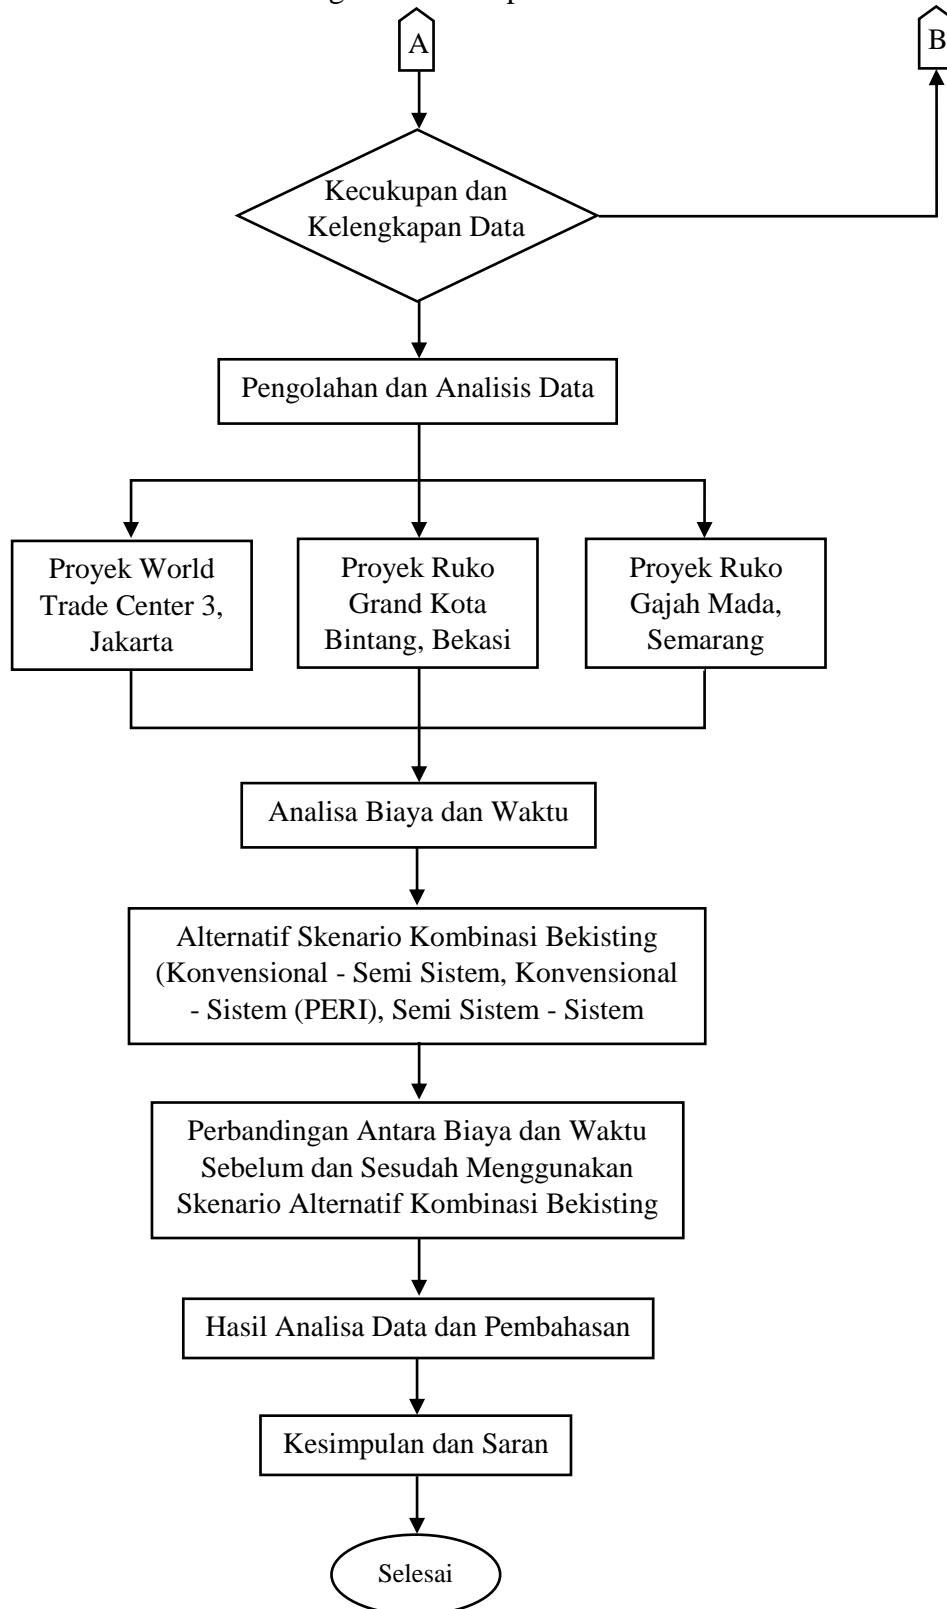 A
B
Kecukupan dan
Kelengkapan Data
Pengolahan dan Analisis Data
Proyek World
Trade Center 3,
Jakarta
Proyek Ruko
Grand Kota
Bintang, Bekasi
Proyek Ruko
Gajah Mada,
Semarang
Analisa Biaya dan Waktu
Alternatif Skenario Kombinasi Bekisting
(Konvensional - Semi Sistem, Konvensional
- Sistem (PERI), Semi Sistem - Sistem
Perbandingan Antara Biaya dan Waktu
Sebelum dan Sesudah Menggunakan
Skenario Alternatif Kombinasi Bekisting
Hasil Analisa Data dan Pembahasan
Kesimpulan dan Saran
Selesai